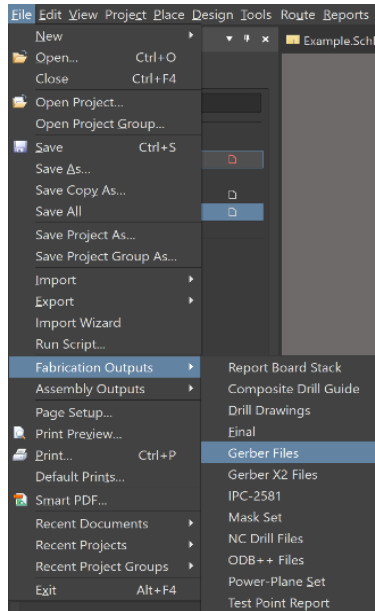 File Edit View Project Place Design Tools Route Reports
New
Example.Sch
Open... Ctrl+O
Close Ctrl+F4
Open Project...
Open Project Group...
Save Ctrl+S
Save As...
Save Copy As...
Save All
Save Project As...
Save Project Group As...
Import
Export
Import Wizard
Run Script...
Fabrication Outputs
Assembly Outputs
Page Setup...
Print Preview...
Print... Ctrl+P
Default Prints...
Smart PDF...
Recent Documents
Recent Projects
Recent Project Groups
Exit Alt+F4
Report Board Stack
Composite Drill Guide
Drill Drawings
Final
Gerber Files
Gerber X2 Files
IPC-2581
Mask Set
NC Drill Files
ODB++ Files
Power-Plane Set
Test Point Report